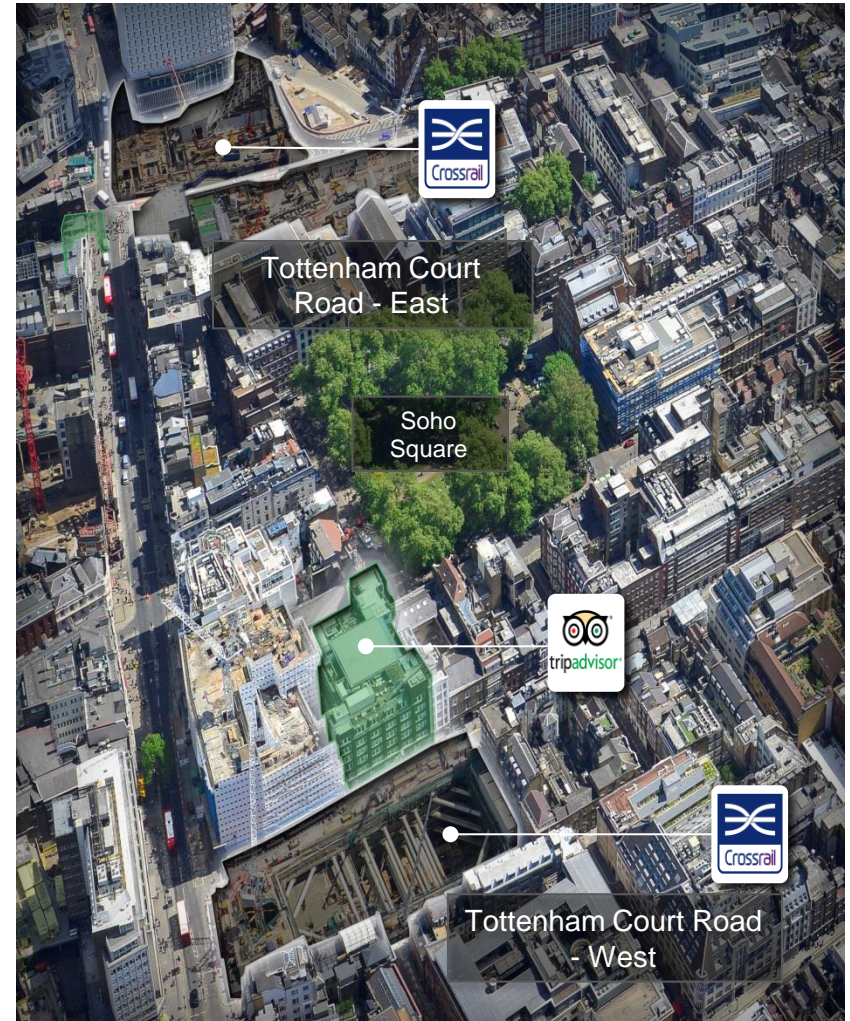 Crossrail
Tottenham Court
Road - East
Soho
Square
tripadvisor®
Crossrail
Tottenham Court Road
- West